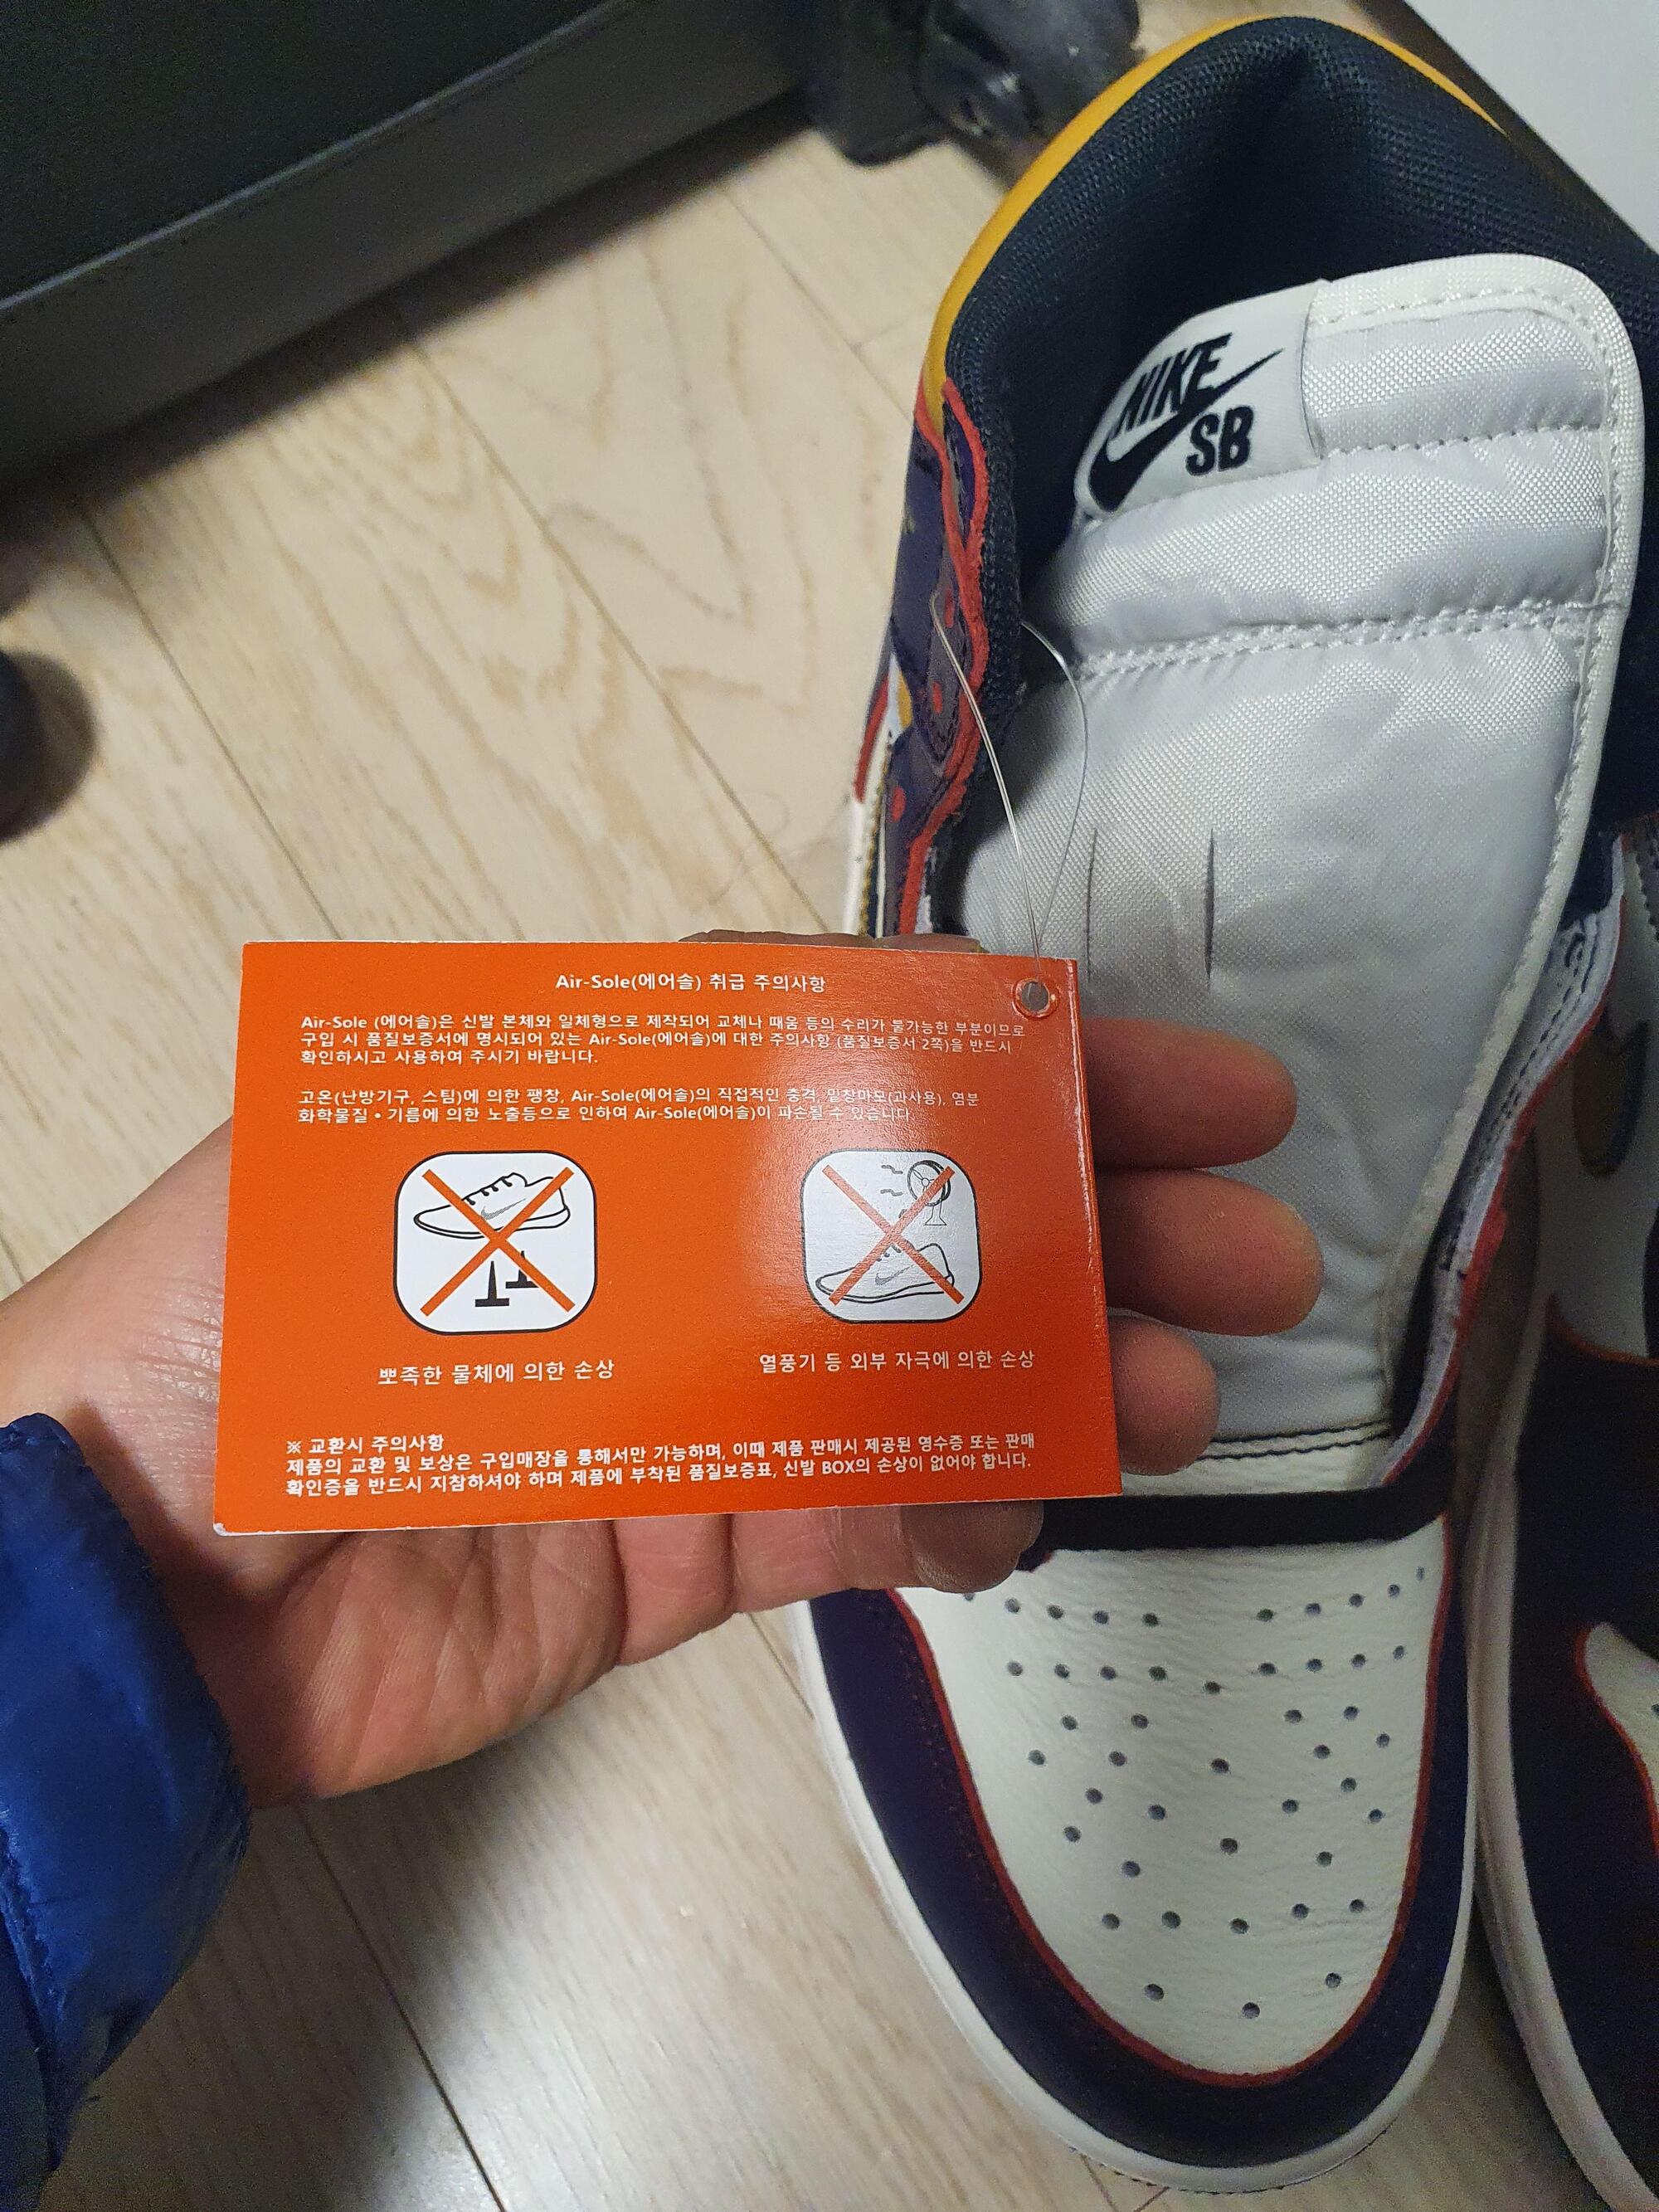 NIKE
SB
Air-Sole(에어솔) 취급 주의사항
Air-Sole (에어솔)은 신발 본체와 일체형으로 제작되어 교체나 때움 등의 수리가 불가능한 부분이므로
구입 시 품질보증서에 명시되어 있는 Air-Sole(에어솔)에 대한 주의사항 (품질보증서 2쪽)을 반드시
확인하시고 사용하여 주시기 바랍니다.
고온(난방기구, 스팀)에 의한 팽창, Air-Sole(에어솔)의 직접적인 충격, 밑창마모(과사용), 염분
화학물질 • 기름에 의한 노출등으로 인하여 Air-Sole(에어솔)이 파손될 수 있습니다.
뾰족한 물체에 의한 손상
열풍기 등 외부 자극에 의한 손상
※ 교환시 주의사항
제품의 교환 및 보상은 구입매장을 통해서만 가능하며, 이때 제품 판매시 제공된 영수증 또는 판매
확인증을 반드시 지참하셔야 하며 제품에 부착된 품질보증표, 신발 BOX의 손상이 없어야 합니다.